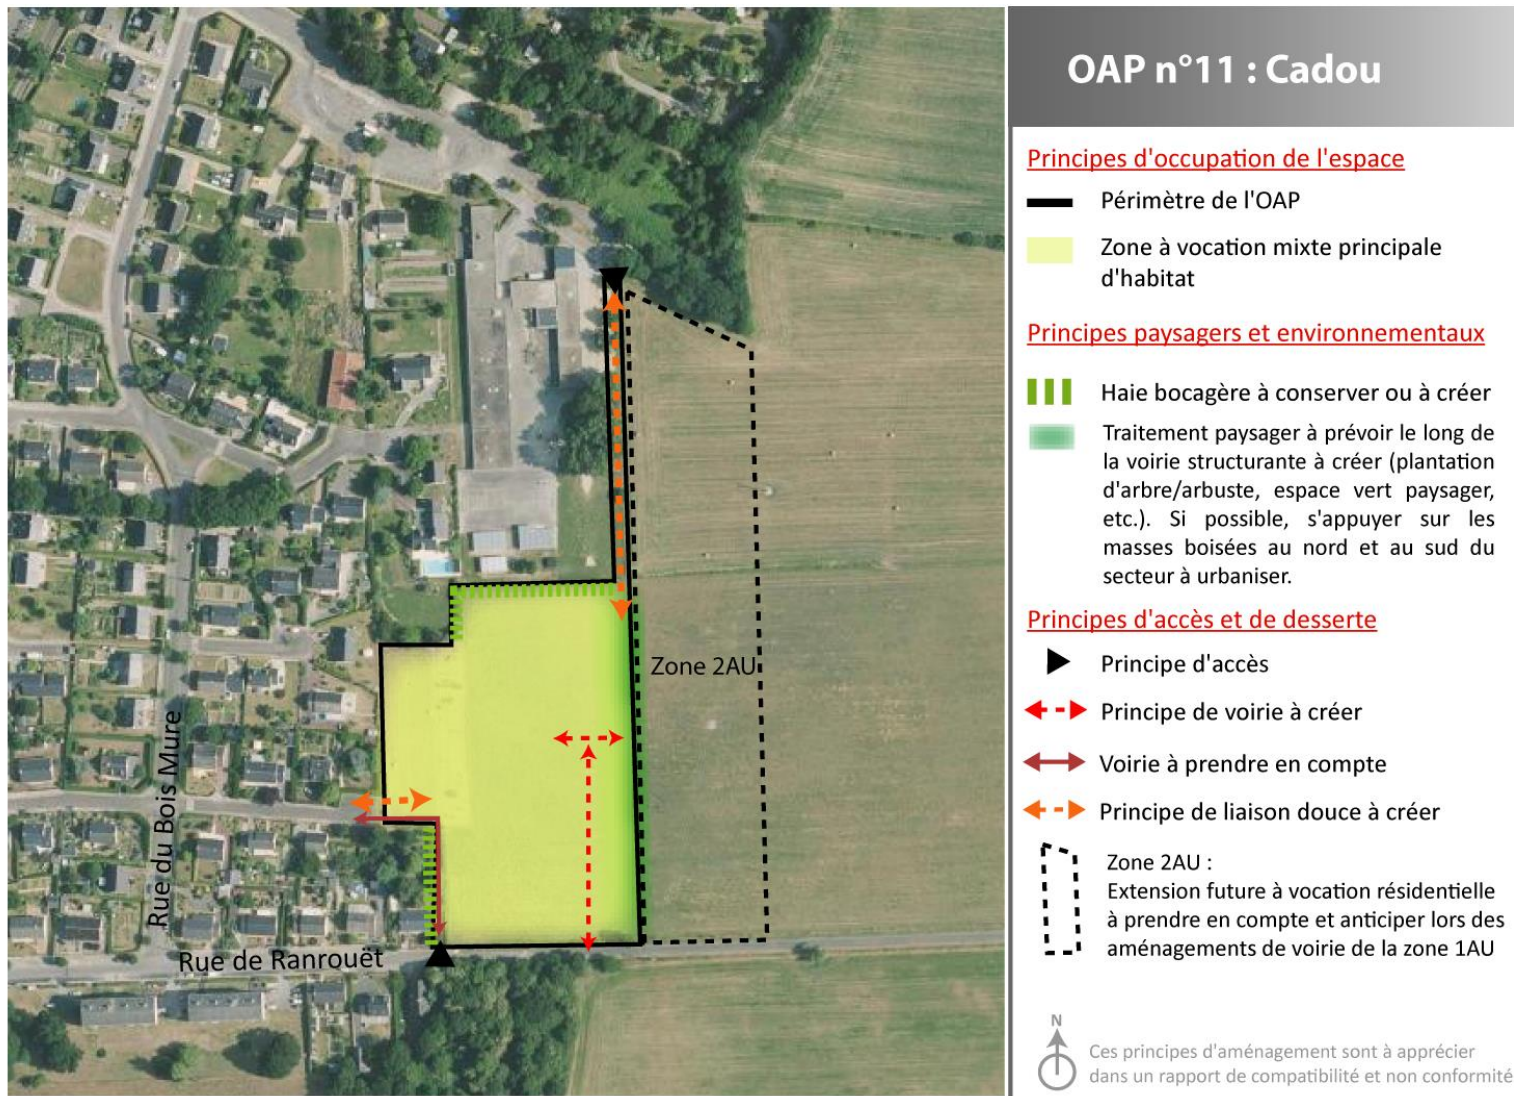 OAP n°11 : Cadou
Principes d'occupation de l'espace
Périmètre de l'OAP
Zone à vocation mixte principale
d'habitat
Principes paysagers et environnementaux
Haie bocagère à conserver ou à créer
Traitement paysager à prévoir le long de
la voirie structurante à créer (plantation
d'arbre/arbuste, espace vert paysager,
etc.). Si possible, s'appuyer sur les
masses boisées au nord et au sud du
secteur à urbaniser.
Principes d'accès et de desserte
Principe d'accès
Principe de voirie à créer
Voirie à prendre en compte
Principe de liaison douce à créer
Zone 2AU :
Extension future à vocation résidentielle
à prendre en compte et anticiper lors des
aménagements de voirie de la zone 1AU
N
Ces principes d'aménagement sont à apprécier
dans un rapport de compatibilité et non conformité
Zone 2AU
Rue du Bois Mure
Rue de Ranrouët